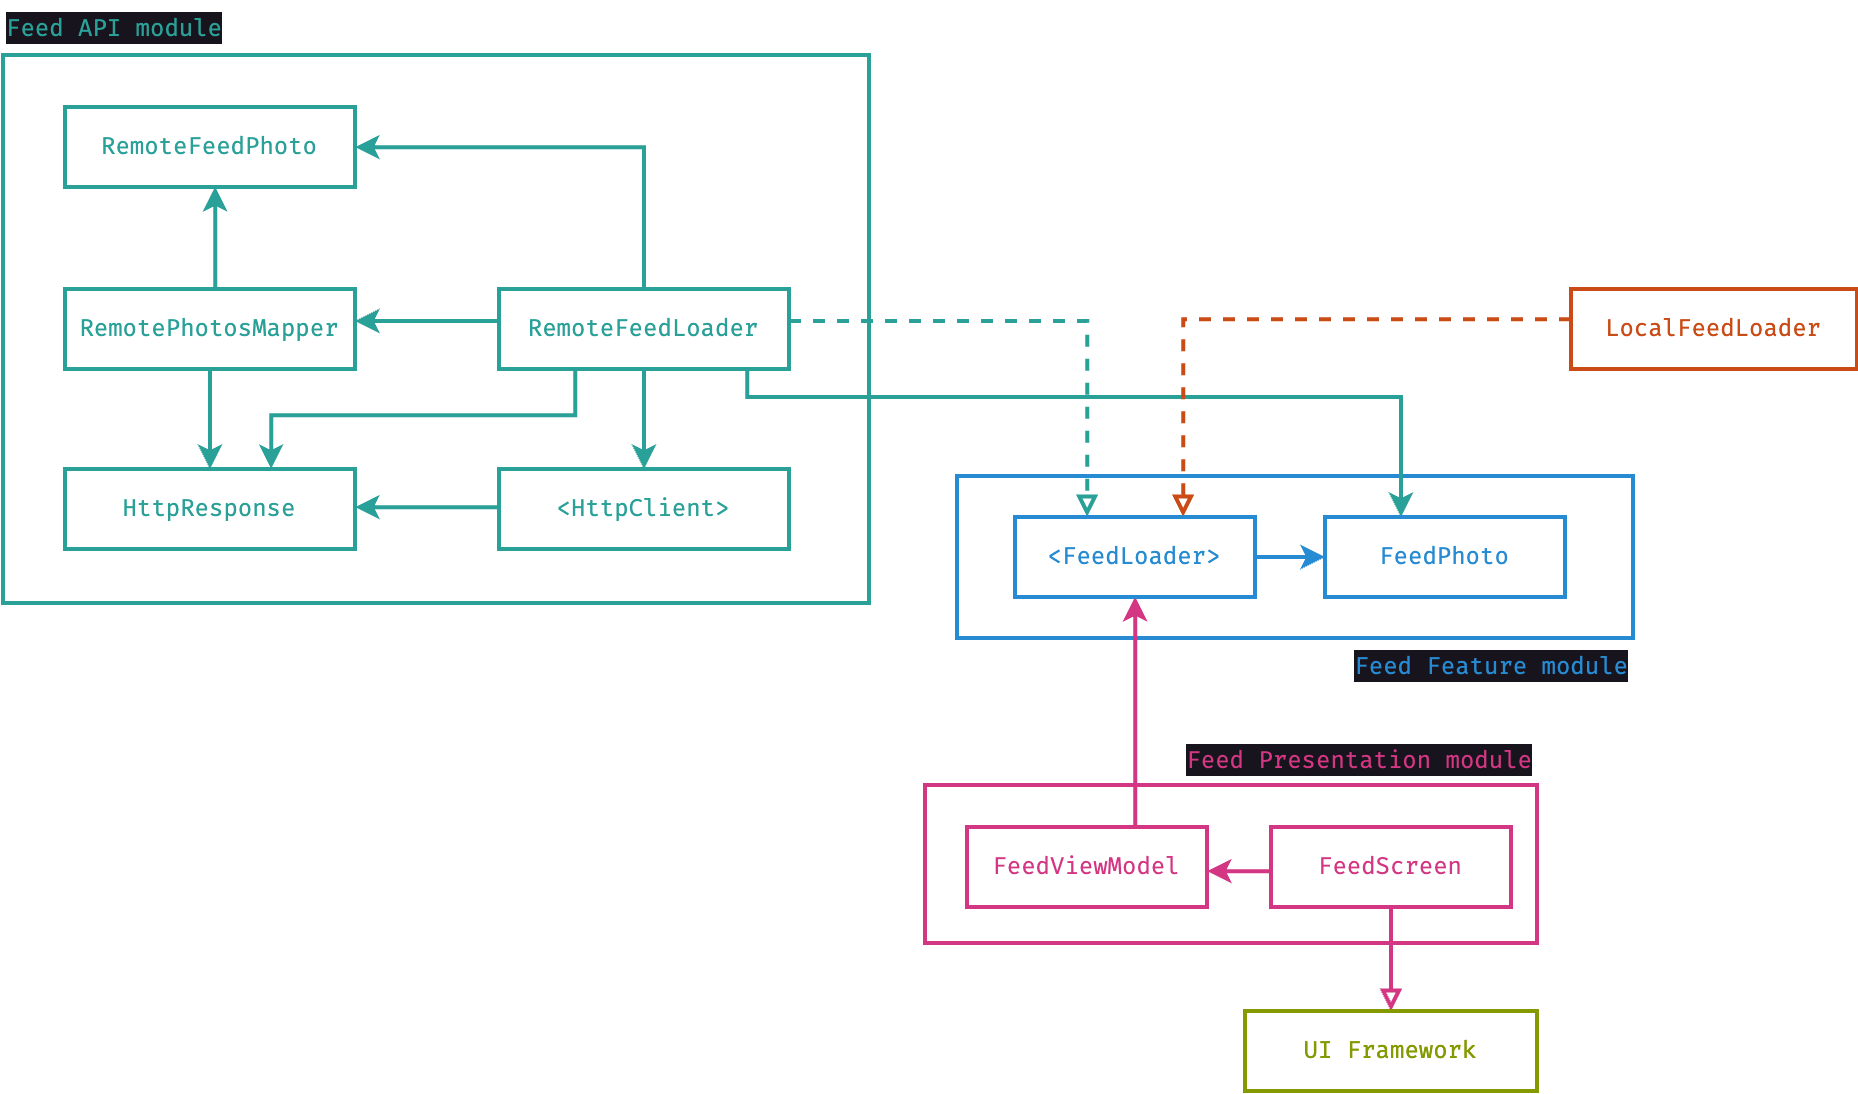 Feed API module
RemoteFeedPhoto
RemotePhotosMapper
RemoteFeedLoader
LocalFeedLoader
HttpResponse
<HttpClient>
<FeedLoader>
FeedPhoto
Feed Feature module
Feed Presentation module
FeedViewModel
FeedScreen
UI Framework